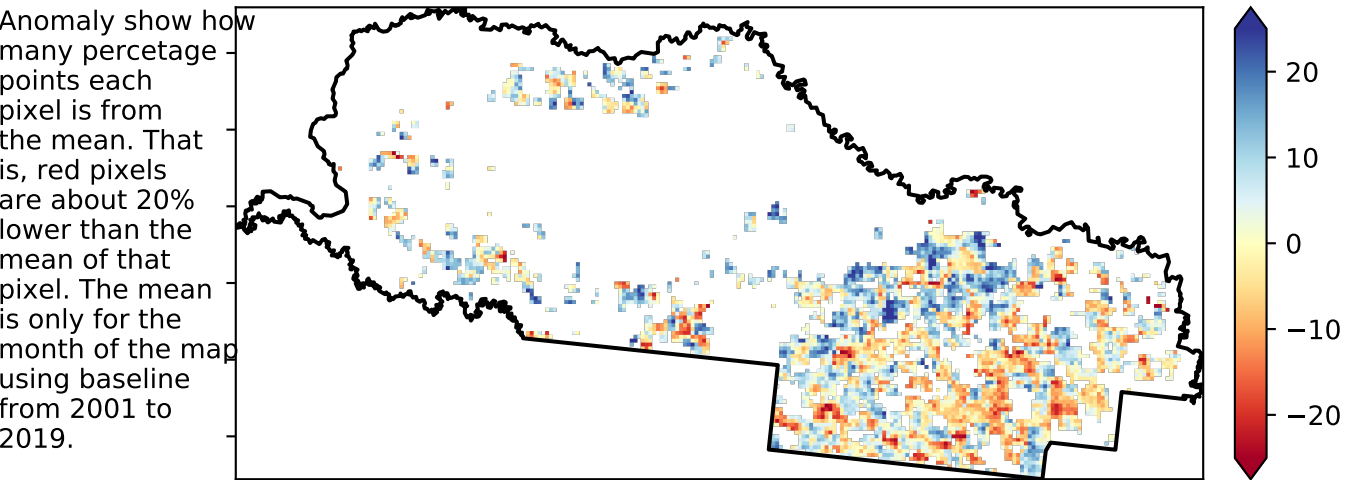 Anomaly show how
many percetage
points each
pixel is from
the mean. That
is, red pixels
are about 20%
lower than the
mean of that
pixel. The mean
is only for the
month of the map
using baseline
from 2001 to
2019.
20
10
0
−10
−20